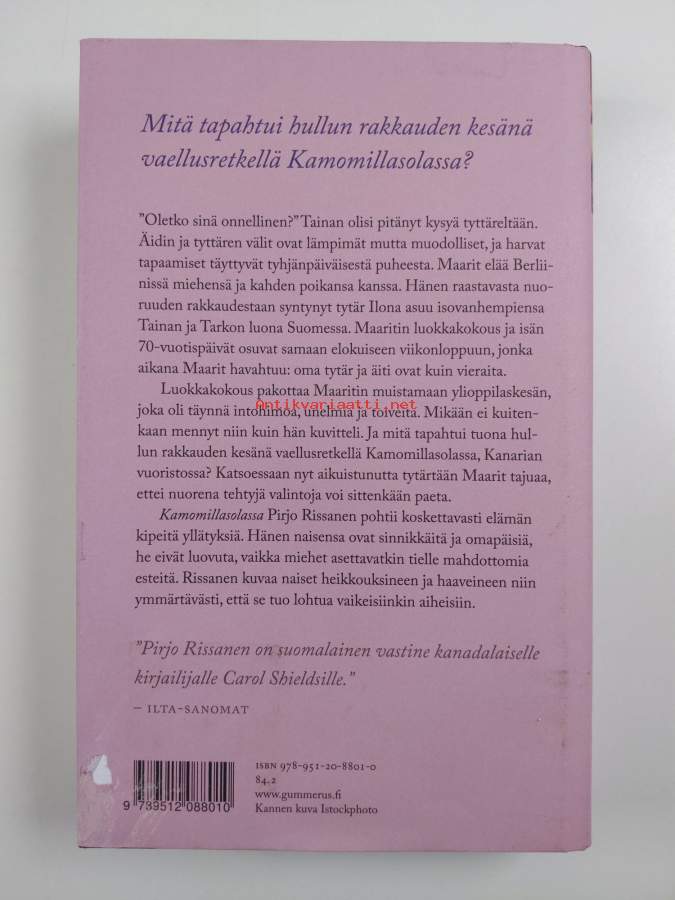 Mitä tapahtui hullun rakkauden kesänä
vaellusretkellä Kamomillasolassa?
"Oletko sinä onnellinen?" Tainan olisi pitänyt kysyä tyttäreltään.
Äidin ja tyttären välit ovat lämpimät mutta muodolliset, ja harvat
tapaamiset täyttyvät tyhjänpäiväisestä puheesta. Maarit elää Berlii-
nissä miehensä ja kahden poikansa kanssa. Hänen raastavasta nuo-
ruuden rakkaudestaan syntynyt tytär Ilona asuu isovanhempiensa
Tainan ja Tarkon luona Suomessa. Maaritin luokkakokous ja isän
70-vuotispäivät osuvat samaan elokuiseen viikonloppuun, jonka
aikana Maarit havahtuu: oma tytär ja äiti ovat kuin vieraita.
Luokkakokous pakottaa Maaritin muistamaan ylioppilaskesän,
joka oli täynnä intohimoa, unelmia ja toiveita. Mikään ei kuiten-
Antikvariaatti.net
kaan mennyt niin kuin hän kuvitteli. Ja mitä tapahtui tuona hul-
lun rakkauden kesänä vaellusretkellä Kamomillasolassa, Kanarian
vuoristossa? Katsoessaan nyt aikuistunutta tytärtään Maarit tajuaa,
ettei nuorena tehtyjä valintoja voi sittenkään paeta.
Kamomillasolassa Pirjo Rissanen pohtii koskettavasti elämän
kipeitä yllätyksiä. Hänen naisensa ovat sinnikkäitä ja omapäisiä,
he eivät luovuta, vaikka miehet asettavatkin tielle mahdottomia
esteitä. Rissanen kuvaa naiset heikkouksineen ja haaveineen niin
ymmärtävästi, että se tuo lohtua vaikeisiinkin aiheisiin.
"Pirjo Rissanen on suomalainen vastine kanadalaiselle
kirjailijalle Carol Shieldsille."
– ILTA-SANOMAT
ISBN 978-951-20-8801-0
84.2
www.gummerus.fi
Kannen kuva Istockphoto
9 789512 088010